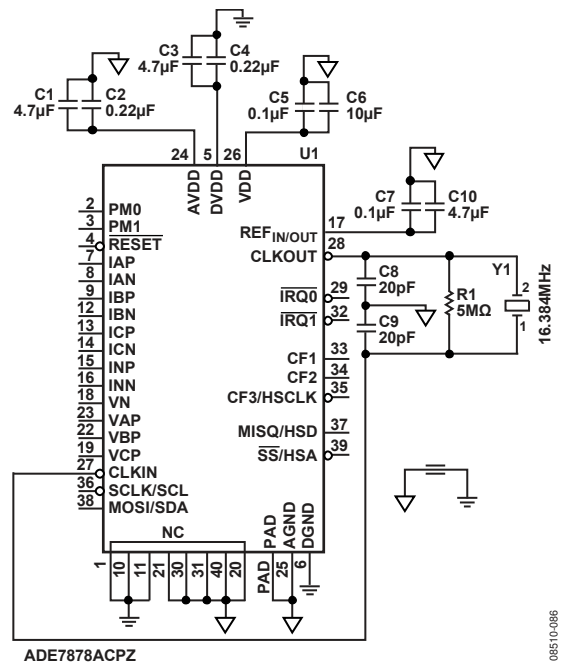 C3
4.7µF
C4
0.22µF
C1
4.7µF
C2
0.22µF
C5
0.1µF
C6
10µF
24
5
26
U1
AVDD
DVDD
VDD
C7
0.1µF
C10
4.7µF
2
PM0
3
PM1
4
RESET
7
IAP
8
IAN
9
IBP
12
IBN
13
ICP
14
ICN
15
INP
16
INN
18
VN
23
VAP
22
VBP
19
VCP
27
CLKIN
36
SCLK/SCL
38
MOSI/SDA
REFIN/OUT
17
CLKOUT
28
IRQ0
29
IRQ1
32
CF1
33
CF2
34
CF3/HSCLK
35
MISQ/HSD
37
SS/HSA
39
C8
20pF
C9
20pF
R1
5MΩ
Y1
2
1
16.384MHz
NC
PAD
AGND
DGND
1
10
11
21
30
31
40
20
PAD
25
6
ADE7878ACPZ
08510-086